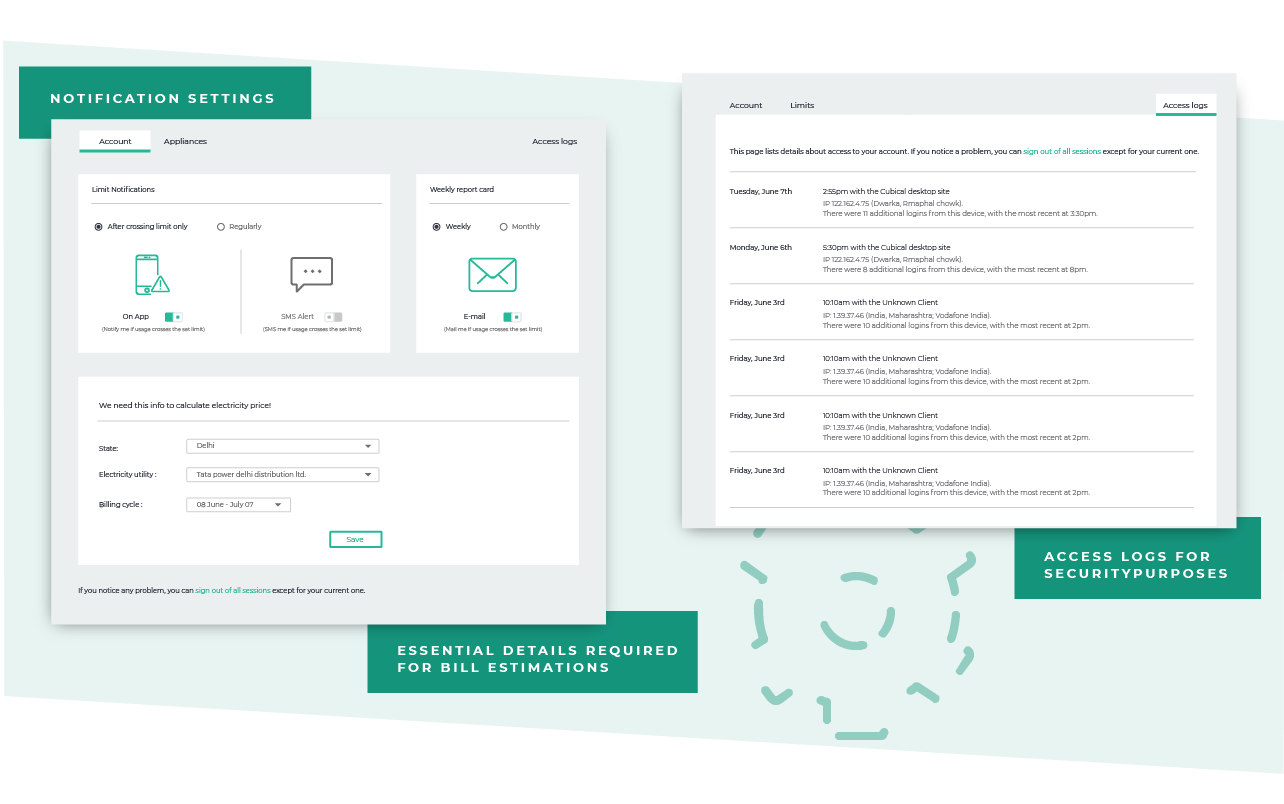 NOTIFICATION SETTINGS
Account Appliances Access logs
Limit Notifications
After crossing limit only Regularly
On App
(Notify me if usage crosses the set limit)
SMS Alert
(SMS me if usage crosses the set limit)
Weekly report card
Weekly Monthly
E-mail
(Mail me if usage crosses the set limit)
We need this info to calculate electricity price!
State: Delhi
Electricity utility : Tata power delhi distribution ltd.
Billing cycle : 08 June - July 07
Save
If you notice any problem, you can sign out of all sessions except for your current one.
ESSENTIAL DETAILS REQUIRED
FOR BILL ESTIMATIONS
Account Limits Access logs
This page lists details about access to your account. If you notice a problem, you can sign out of all sessions except for your current one.
Tuesday, June 7th 2:55pm with the Cubical desktop site
IP 122.162.4.75 (Dwarka, Rmaphal chowk).
There were 11 additional logins from this device, with the most recent at 3:30pm.
Monday, June 6th 5:30pm with the Cubical desktop site
IP 122.162.4.75 (Dwarka, Rmaphal chowk).
There were 8 additional logins from this device, with the most recent at 8pm.
Friday, June 3rd 10:10am with the Unknown Client
IP: 1.39.37.46 (India, Maharashtra; Vodafone India).
There were 10 additional logins from this device, with the most recent at 2pm.
Friday, June 3rd 10:10am with the Unknown Client
IP: 1.39.37.46 (India, Maharashtra; Vodafone India).
There were 10 additional logins from this device, with the most recent at 2pm.
Friday, June 3rd 10:10am with the Unknown Client
IP: 1.39.37.46 (India, Maharashtra; Vodafone India).
There were 10 additional logins from this device, with the most recent at 2pm.
Friday, June 3rd 10:10am with the Unknown Client
IP: 1.39.37.46 (India, Maharashtra; Vodafone India).
There were 10 additional logins from this device, with the most recent at 2pm.
ACCESS LOGS FOR
SECURITYPURPOSES